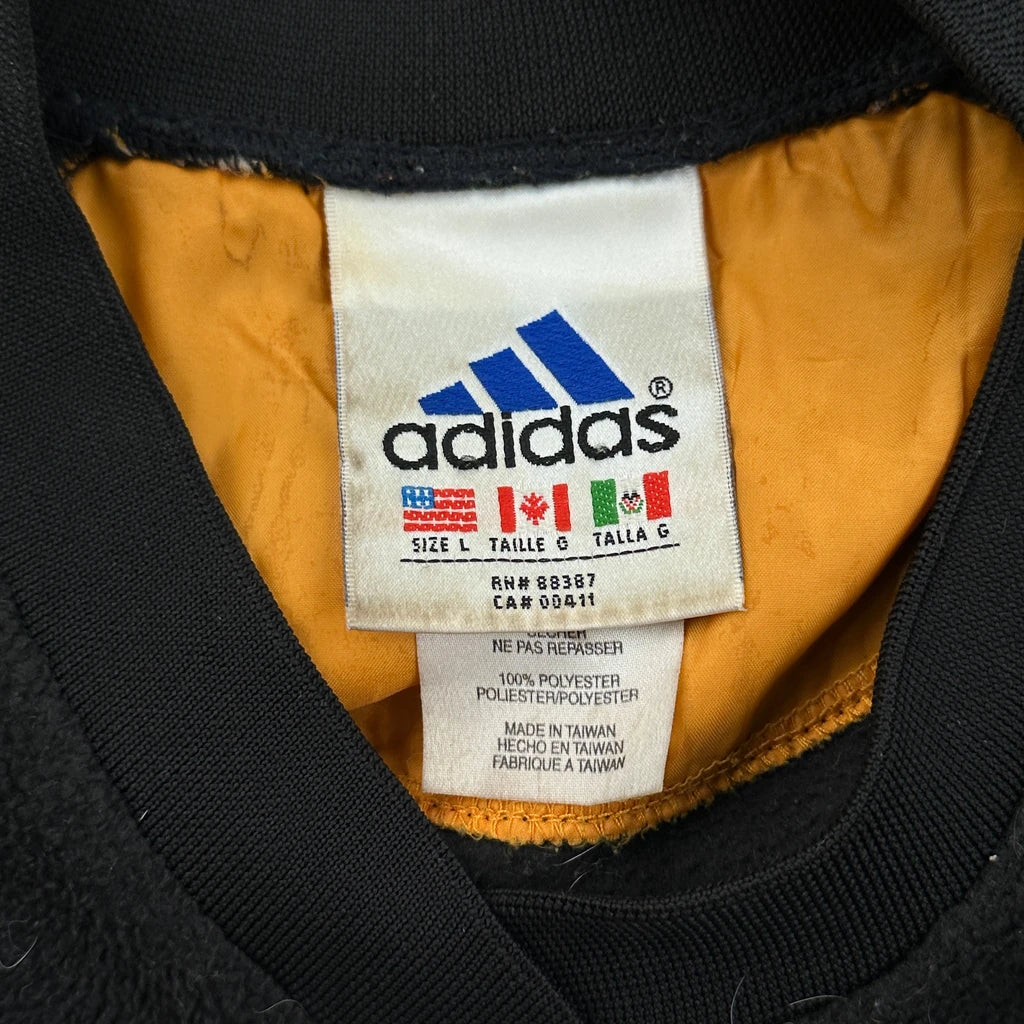 adidas®
SIZE L TAILLE G TALLA G
RN# 88387
CA# 00411
SÉCHER
NE PAS REPASSER
100% POLYESTER
POLIESTER/POLYESTER
MADE IN TAIWAN
HECHO EN TAIWAN
FABRIQUE A TAIWAN